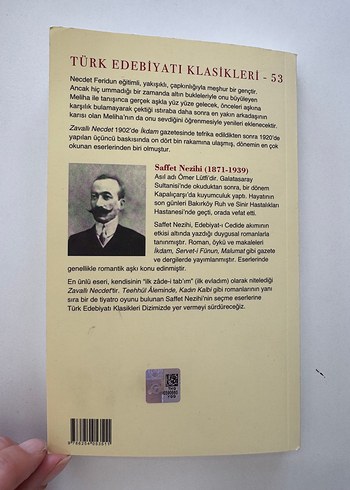 TÜRK EDEBİYATI KLASİKLERİ - 53
Necdet Feridun eğitimli, yakışıklı, çapkınlığıyla meşhur bir gençtir.
Ancak hiç ummadığı bir zamanda altın bukleleriyle onu büyüleyen
Meliha ile tanışınca gerçek aşkla yüz yüze gelecek, önceleri aşkına
karşılık bulamayarak çektiği ıstıraba daha sonra en yakın arkadaşının
karısı olan Meliha'nın da onu sevdiğini öğrenmesiyle yenileri eklenecektir.
Zavallı Necdet 1902'de İkdam gazetesinde tefrika edildikten sonra 1920'de
yapılan üçüncü baskısında on dört bin rakamına ulaşmış, dönemin en çok
okunan eserlerinden biri olmuştur.
Saffet Nezihi (1871-1939)
Asıl adı Ömer Lütfi'dir. Galatasaray
Sultanisi'nde okuduktan sonra, bir dönem
Kapalıçarşı'da kuyumculuk yaptı. Hayatının
son günleri Bakırköy Ruh ve Sinir Hastalıkları
Hastanesi'nde geçti, orada vefat etti.
Saffet Nezihi, Edebiyat-ı Cedide akımının
etkisi altında yazdığı duygusal romanlarla
tanınmıştır. Roman, öykü ve makaleleri
İkdam, Servet-i Fünun, Malumat gibi gazete
ve dergilerde yayımlanmıştır. Eserlerinde
genellikle romantik aşkı konu edinmiştir.
En ünlü eseri, kendisinin "ilk zâde-i tab'ım" (ilk evladım) olarak nitelediği
Zavallı Necdet'tir. Teehhül Âleminde, Kadın Kalbi gibi romanlarının yanı
sıra bir de tiyatro oyunu bulunan Saffet Nezihi'nin seçme eserlerine
Türk Edebiyatı Klasikleri Dizimizde yer vermeyi sürdüreceğiz.